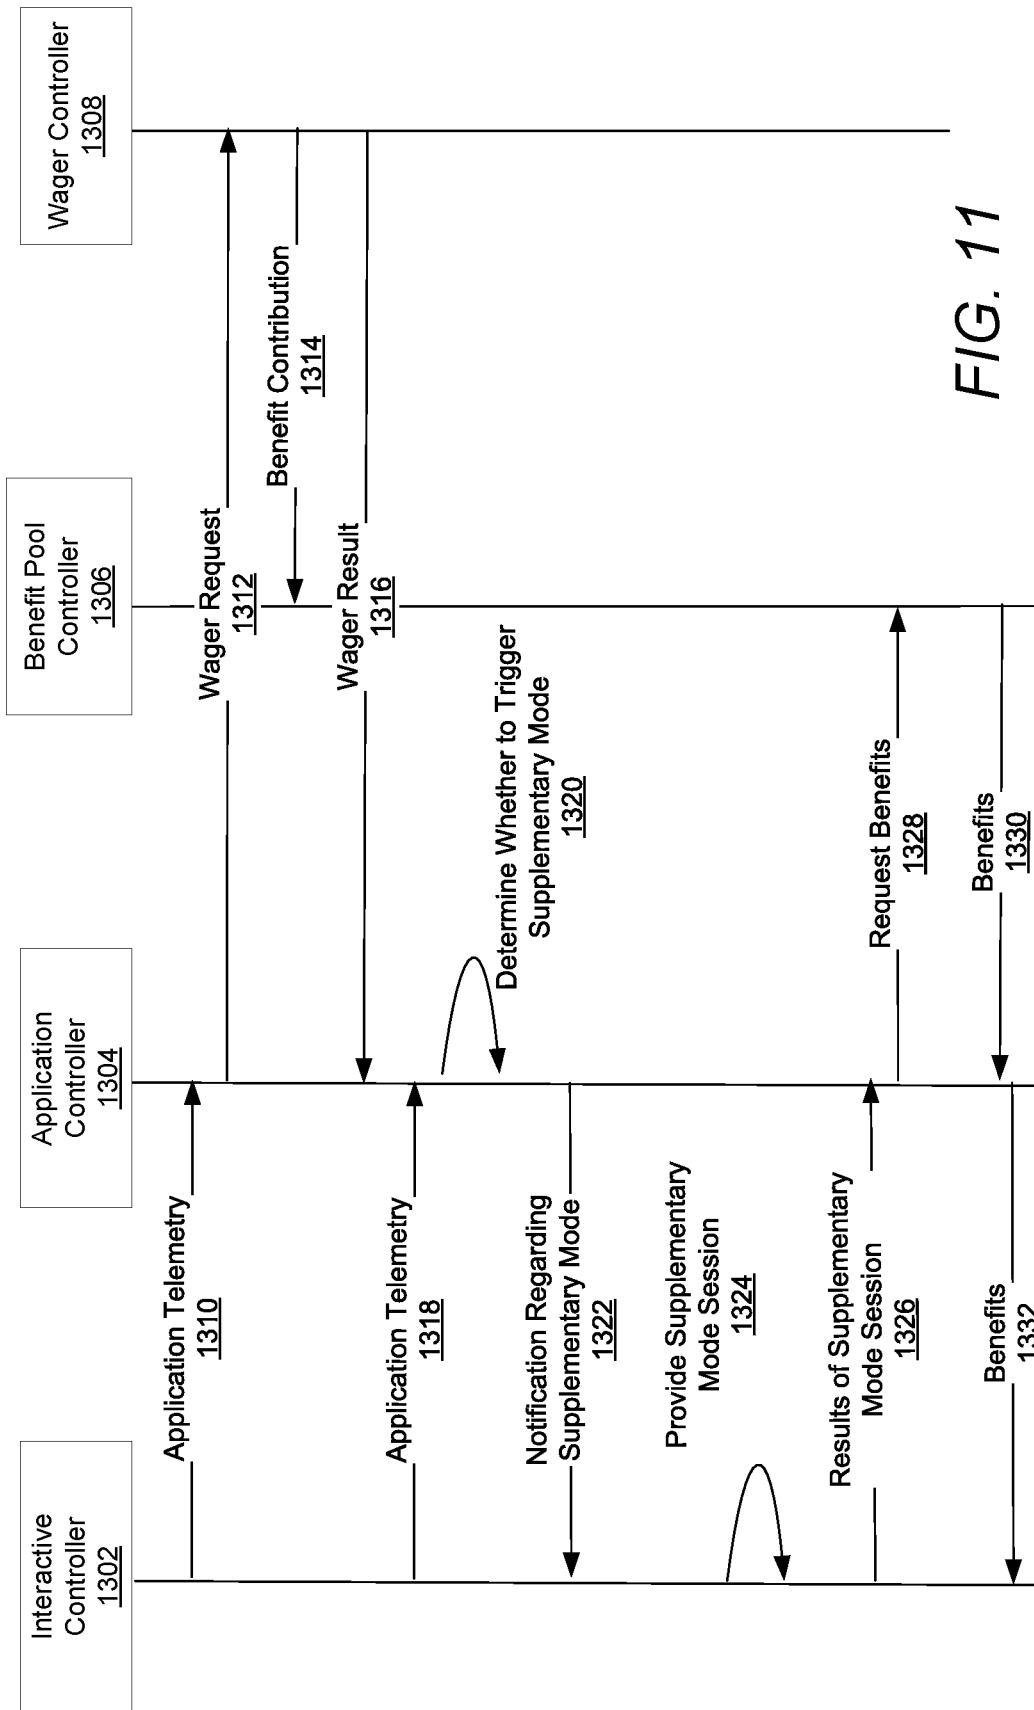 Interactive
Controller
1302
Application
Controller
1304
Benefit Pool
Controller
1306
Wager Controller
1308
Application Telemetry
1310
Wager Request
1312
Benefit Contribution
1314
Wager Result
1316
Application Telemetry
1318
Determine Whether to Trigger
Supplementary Mode
1320
Notification Regarding
Supplementary Mode
1322
Provide Supplementary
Mode Session
1324
Results of Supplementary
Mode Session
1326
Request Benefits
1328
Benefits
1330
Benefits
1332
FIG. 11